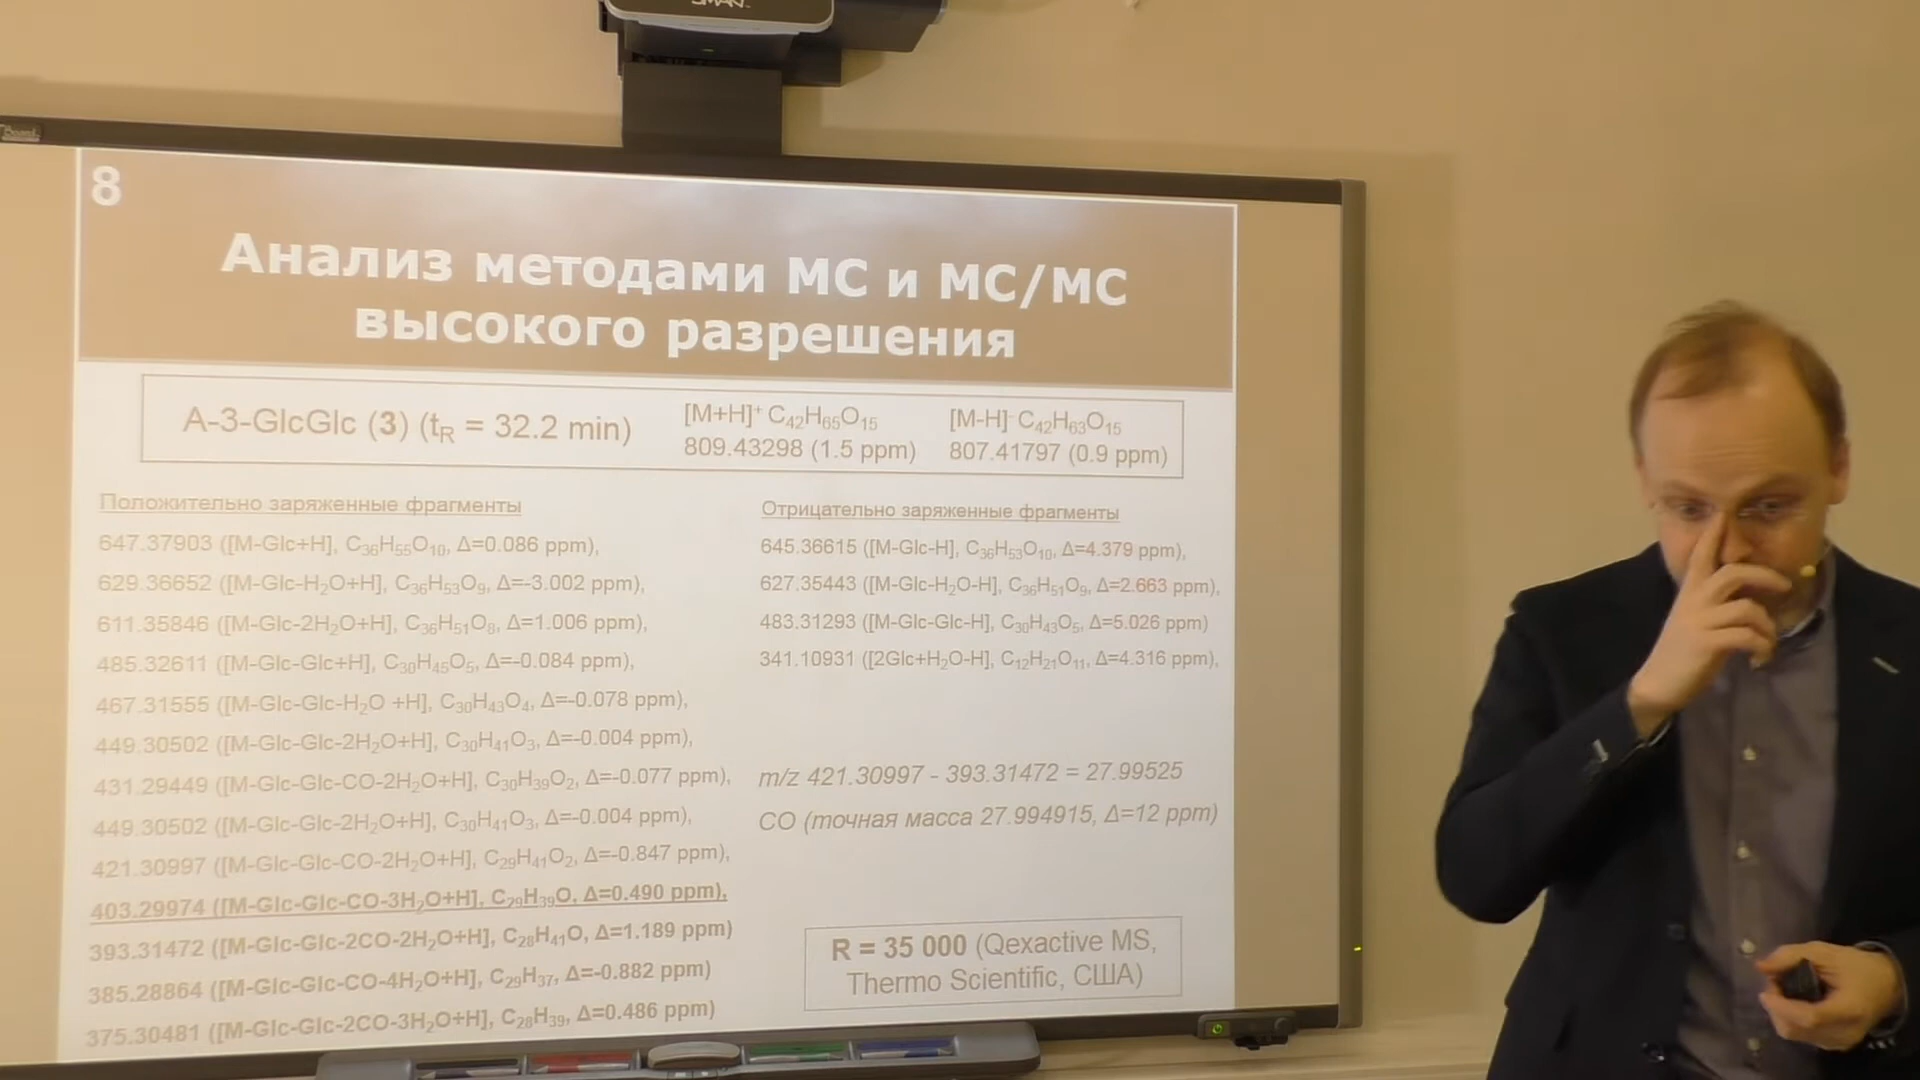 SMART
Board
8
Анализ методами МС и МС/МС
высокого разрешения
A-3-GlcGlc (3) (tR = 32.2 min)
[M+H]⁺ C₄₂H₆₅O₁₅
809.43298 (1.5 ppm)
[M-H]⁻ C₄₂H₆₃O₁₅
807.41797 (0.9 ppm)
Положительно заряженные фрагменты
647.37903 ([M-Glc+H], C₃₆H₅₅O₁₀, Δ=0.086 ppm),
629.36652 ([M-Glc-H₂O+H], C₃₆H₅₃O₉, Δ=-3.002 ppm),
611.35846 ([M-Glc-2H₂O+H], C₃₆H₅₁O₈, Δ=1.006 ppm),
485.32611 ([M-Glc-Glc+H], C₃₀H₄₅O₅, Δ=-0.084 ppm),
467.31555 ([M-Glc-Glc-H₂O +H], C₃₀H₄₃O₄, Δ=-0.078 ppm),
449.30502 ([M-Glc-Glc-2H₂O+H], C₃₀H₄₁O₃, Δ=-0.004 ppm),
431.29449 ([M-Glc-Glc-CO-2H₂O+H], C₃₀H₃₉O₂, Δ=-0.077 ppm),
449.30502 ([M-Glc-Glc-2H₂O+H], C₃₀H₄₁O₃, Δ=-0.004 ppm),
421.30997 ([M-Glc-Glc-CO-2H₂O+H], C₂₉H₄₁O₂, Δ=-0.847 ppm),
403.29974 ([M-Glc-Glc-CO-3H₂O+H], C₂₉H₃₉O, Δ=0.490 ppm),
393.31472 ([M-Glc-Glc-2CO-2H₂O+H], C₂₈H₄₁O, Δ=1.189 ppm)
385.28864 ([M-Glc-Glc-CO-4H₂O+H], C₂₉H₃₇, Δ=-0.882 ppm)
375.30481 ([M-Glc-Glc-2CO-3H₂O+H], C₂₈H₃₉, Δ=0.486 ppm)
Отрицательно заряженные фрагменты
645.36615 ([M-Glc-H], C₃₆H₅₃O₁₀, Δ=4.379 ppm),
627.35443 ([M-Glc-H₂O-H], C₃₆H₅₁O₉, Δ=2.663 ppm),
483.31293 ([M-Glc-Glc-H], C₃₀H₄₃O₅, Δ=5.026 ppm)
341.10931 ([2Glc+H₂O-H], C₁₂H₂₁O₁₁, Δ=4.316 ppm),
m/z 421.30997 - 393.31472 = 27.99525
CO (точная масса 27.994915, Δ=12 ppm)
R = 35 000 (Qexactive MS,
Thermo Scientific, США)